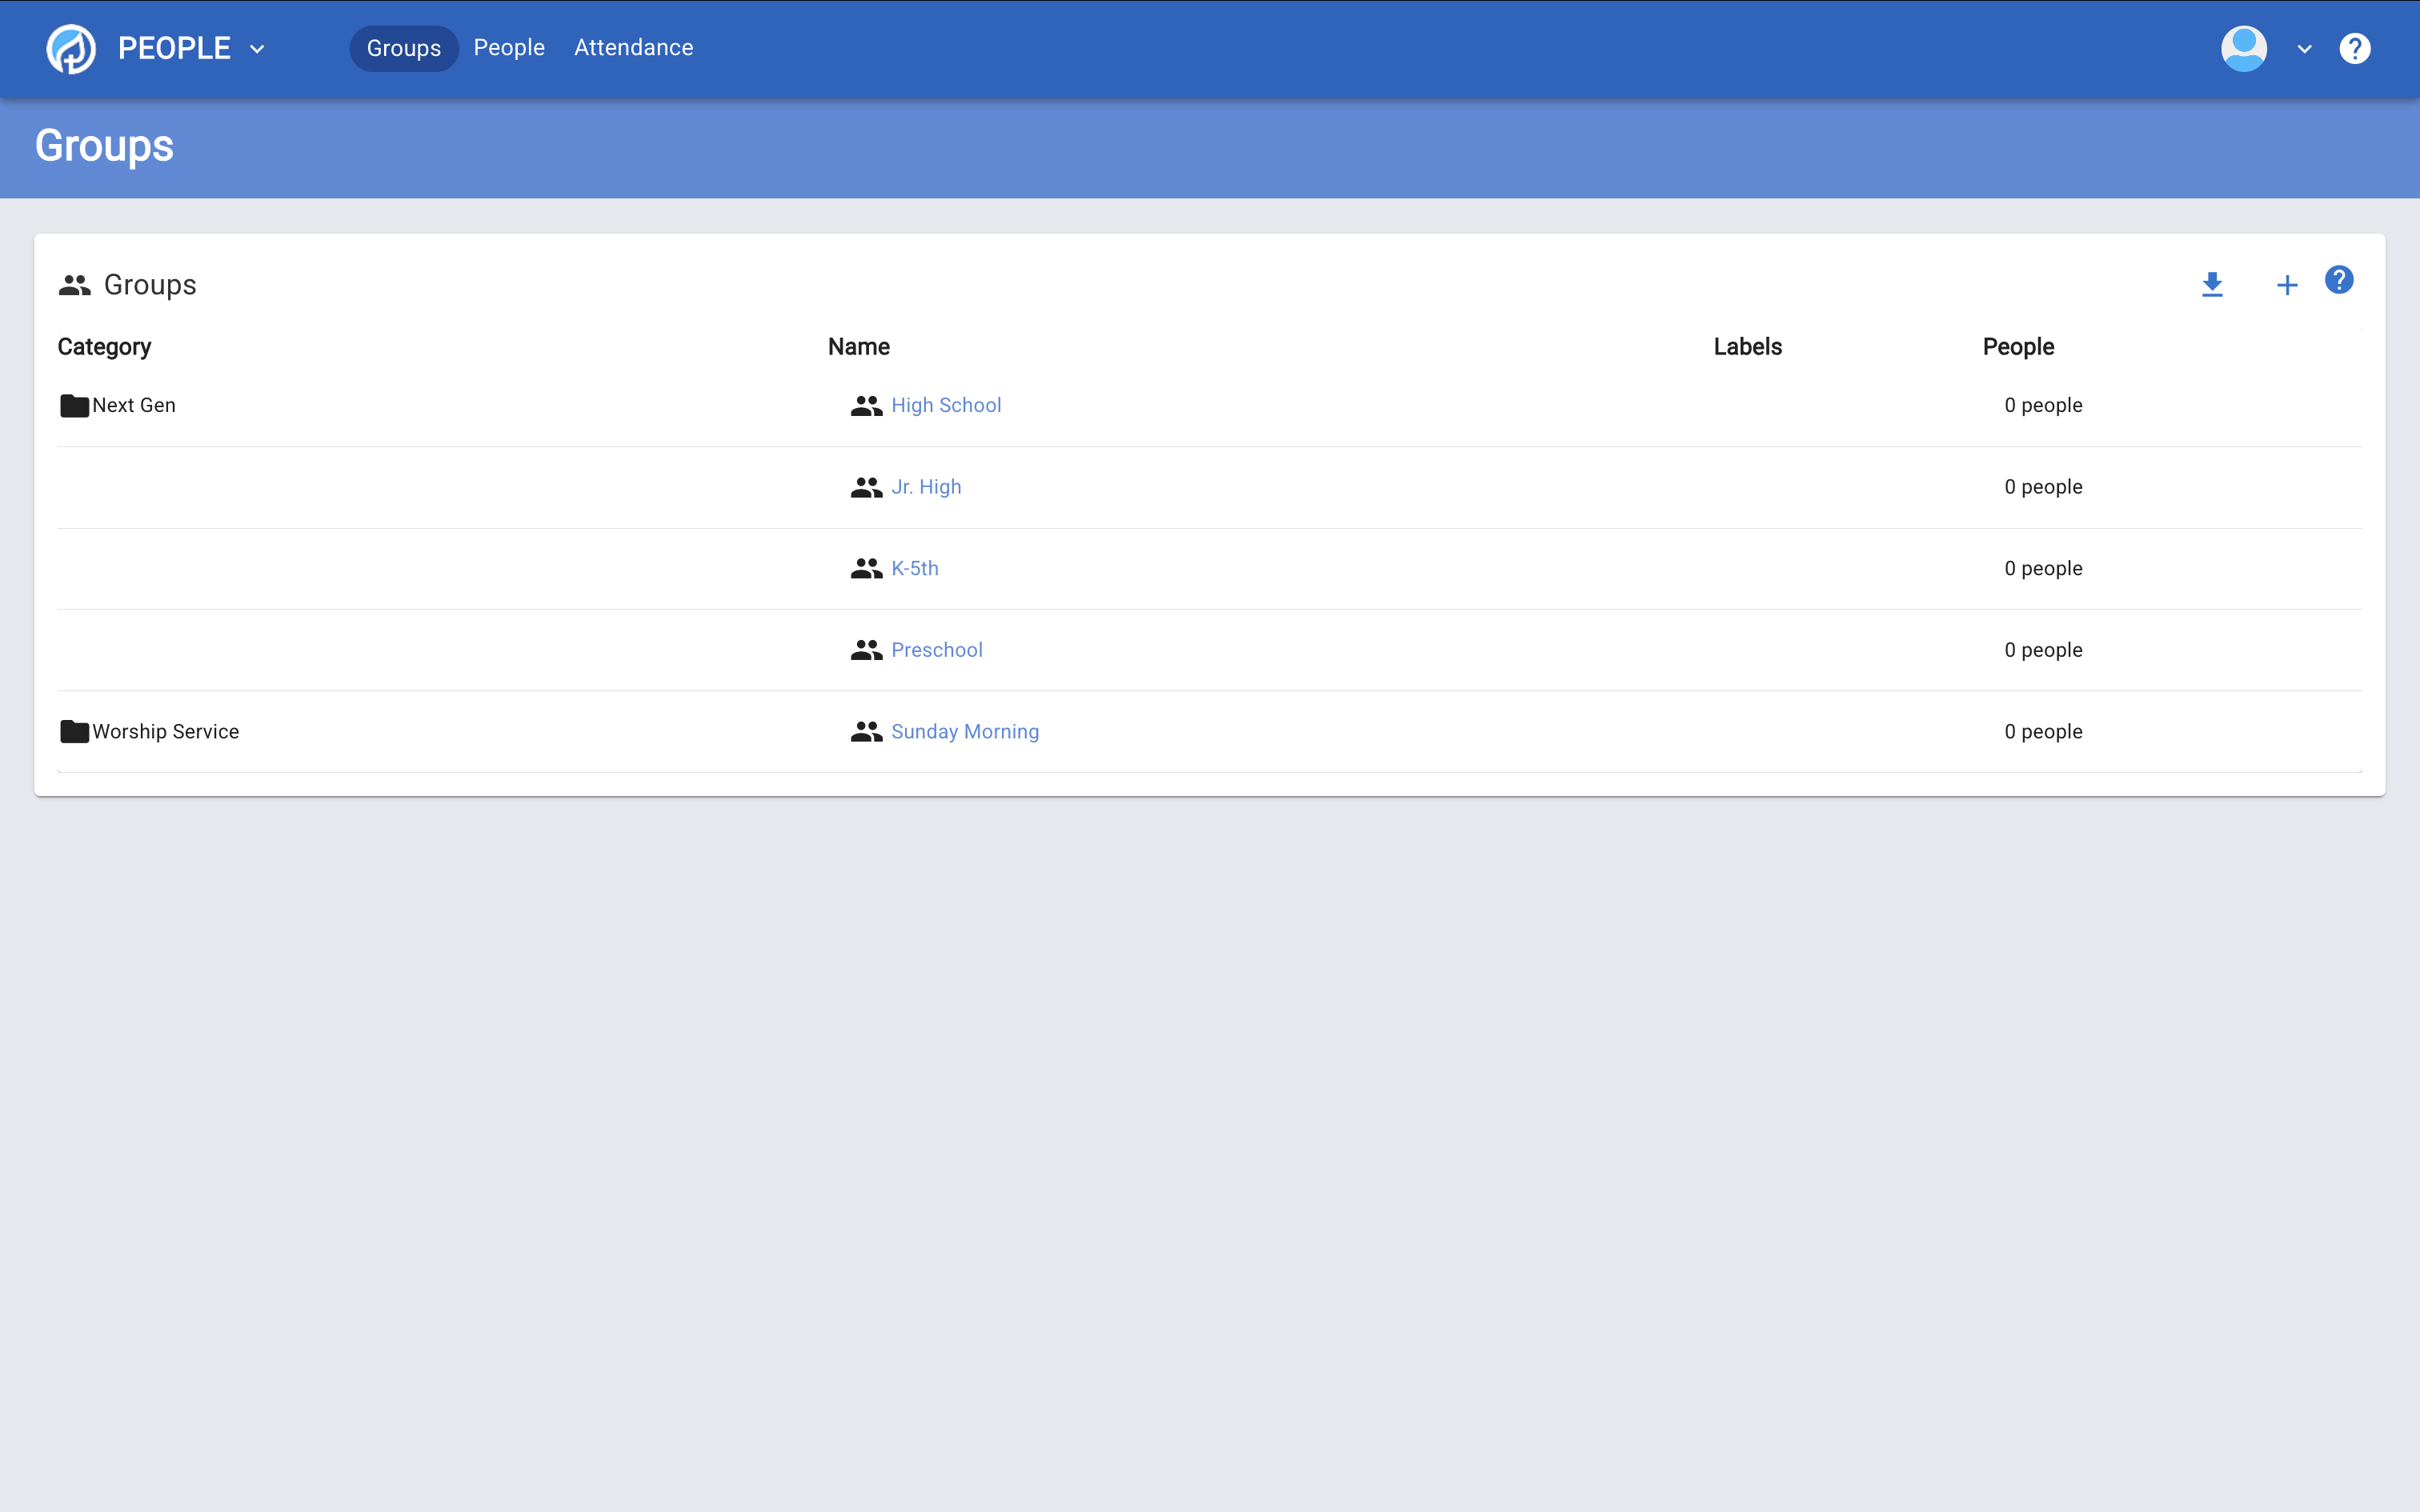 PEOPLE Groups People Attendance ?
Groups
Groups ?
Category Name Labels People
Next Gen High School 0 people
Jr. High 0 people
K-5th 0 people
Preschool 0 people
Worship Service Sunday Morning 0 people